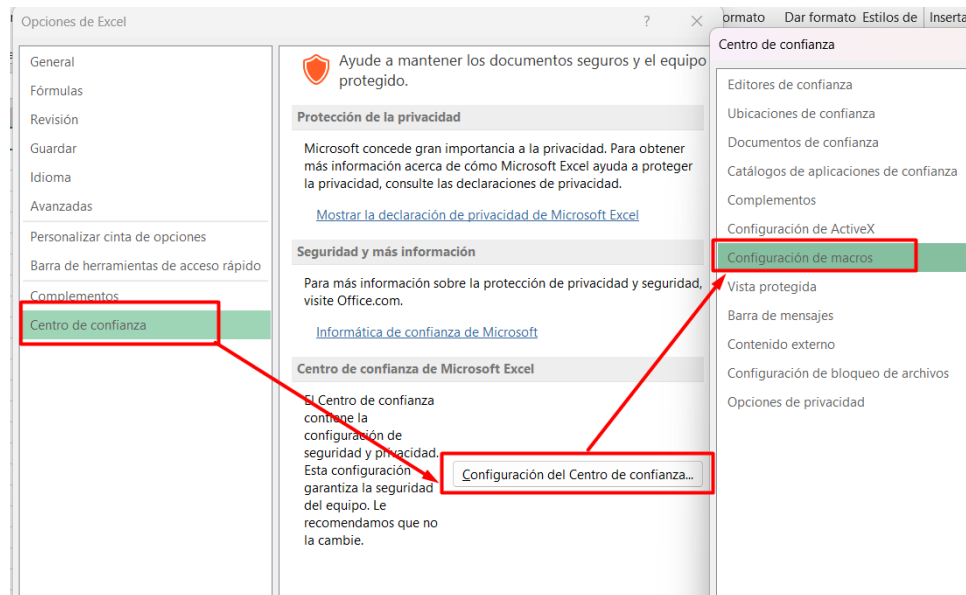 Opciones de Excel
?
General
Fórmulas
Revisión
Guardar
Idioma
Avanzadas
Personalizar cinta de opciones
Barra de herramientas de acceso rápido
Complementos
Centro de confianza
Ayude a mantener los documentos seguros y el equipo
protegido.
Protección de la privacidad
Microsoft concede gran importancia a la privacidad. Para obtener
más información acerca de cómo Microsoft Excel ayuda a proteger
la privacidad, consulte las declaraciones de privacidad.
Mostrar la declaración de privacidad de Microsoft Excel
Seguridad y más información
Para más información sobre la protección de privacidad y seguridad,
visite Office.com.
Informática de confianza de Microsoft
Centro de confianza de Microsoft Excel
El Centro de confianza
contiene la
configuración de
seguridad y privacidad.
Esta configuración
garantiza la seguridad
del equipo. Le
recomendamos que no
la cambie.
Configuración del Centro de confianza...
ormato Dar formato Estilos de Inserta
Centro de confianza
Editores de confianza
Ubicaciones de confianza
Documentos de confianza
Catálogos de aplicaciones de confianza
Complementos
Configuración de ActiveX
Configuración de macros
Vista protegida
Barra de mensajes
Contenido externo
Configuración de bloqueo de archivos
Opciones de privacidad